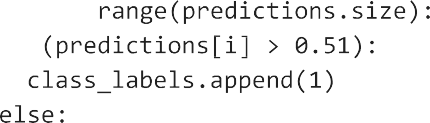 range(predictions.size):
(predictions[i] > 0.51):
class_labels.append(1)
else: